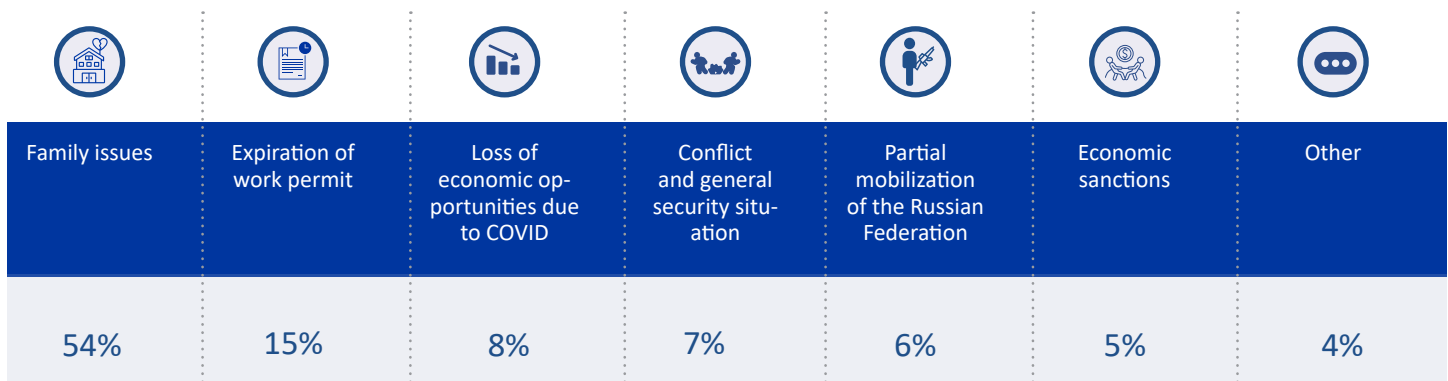 Family issues
Expiration of
work permit
Loss of
economic op-
portunities due
to COVID
Conflict
and general
security situ-
ation
Partial
mobilization
of the Russian
Federation
Economic
sanctions
Other
54%
15%
8%
7%
6%
5%
4%